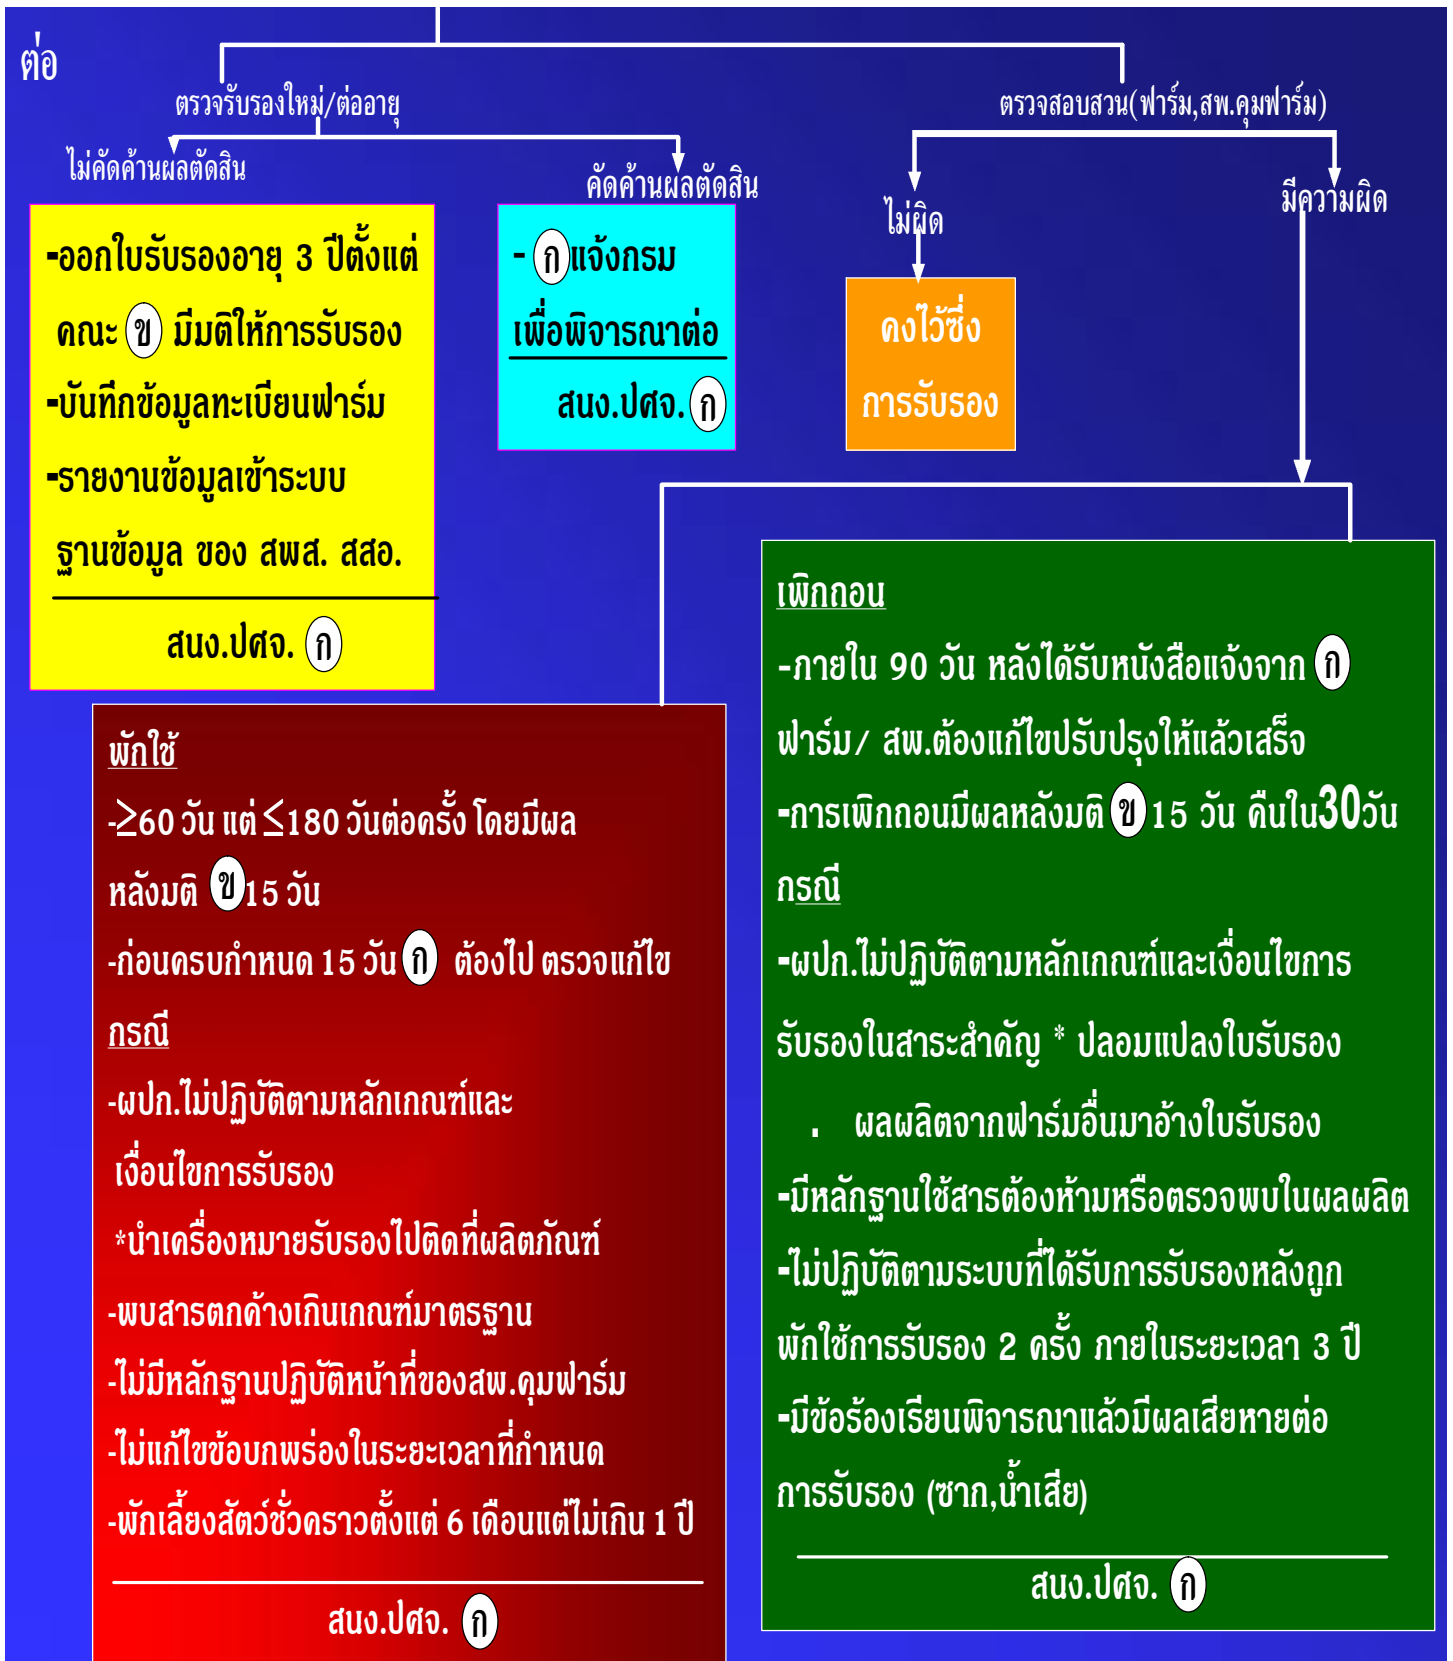 ต่อ
ตรวจรับรองใหม่/ต่ออายุ
ตรวจสอบสวน(ฟาร์ม,สพ.คุมฟาร์ม)
ไม่คัดค้านผลตัดสิน
คัดค้านผลตัดสิน
ไม่ผิด
มีความผิด
-ออกใบรับรองอายุ 3 ปีตั้งแต่
คณะ ข มีมติให้การรับรอง
-บันทึกข้อมูลทะเบียนฟาร์ม
-รายงานข้อมูลเข้าระบบ
ฐานข้อมูล ของ สพส. สสอ.
สนง.ปศจ. ก
- ก แจ้งกรม
เพื่อพิจารณาต่อ
สนง.ปศจ. ก
คงไว้ซึ่ง
การรับรอง
พักใช้
-≥60 วัน แต่ ≤180 วันต่อครั้ง โดยมีผล
หลังมติ ข 15 วัน
-ก่อนครบกำหนด 15 วัน ก ต้องไป ตรวจแก้ไข
กรณี
-ผปก.ไม่ปฏิบัติตามหลักเกณฑ์และ
เงื่อนไขการรับรอง
*นำเครื่องหมายรับรองไปติดที่ผลิตภัณฑ์
-พบสารตกค้างเกินเกณฑ์มาตรฐาน
-ไม่มีหลักฐานปฏิบัติหน้าที่ของสพ.คุมฟาร์ม
-ไม่แก้ไขข้อบกพร่องในระยะเวลาที่กำหนด
-พักเลี้ยงสัตว์ชั่วคราวตั้งแต่ 6 เดือนแต่ไม่เกิน 1 ปี
สนง.ปศจ. ก
เพิกถอน
-ภายใน 90 วัน หลังได้รับหนังสือแจ้งจาก ก
ฟาร์ม/ สพ.ต้องแก้ไขปรับปรุงให้แล้วเสร็จ
-การเพิกถอนมีผลหลังมติ ข 15 วัน คืนใน30วัน
กรณี
-ผปก.ไม่ปฏิบัติตามหลักเกณฑ์และเงื่อนไขการ
รับรองในสาระสำคัญ * ปลอมแปลงใบรับรอง
. ผลผลิตจากฟาร์มอื่นมาอ้างใบรับรอง
-มีหลักฐานใช้สารต้องห้ามหรือตรวจพบในผลผลิต
-ไม่ปฏิบัติตามระบบที่ได้รับการรับรองหลังถูก
พักใช้การรับรอง 2 ครั้ง ภายในระยะเวลา 3 ปี
-มีข้อร้องเรียนพิจารณาแล้วมีผลเสียหายต่อ
การรับรอง (ซาก,น้ำเสีย)
สนง.ปศจ. ก